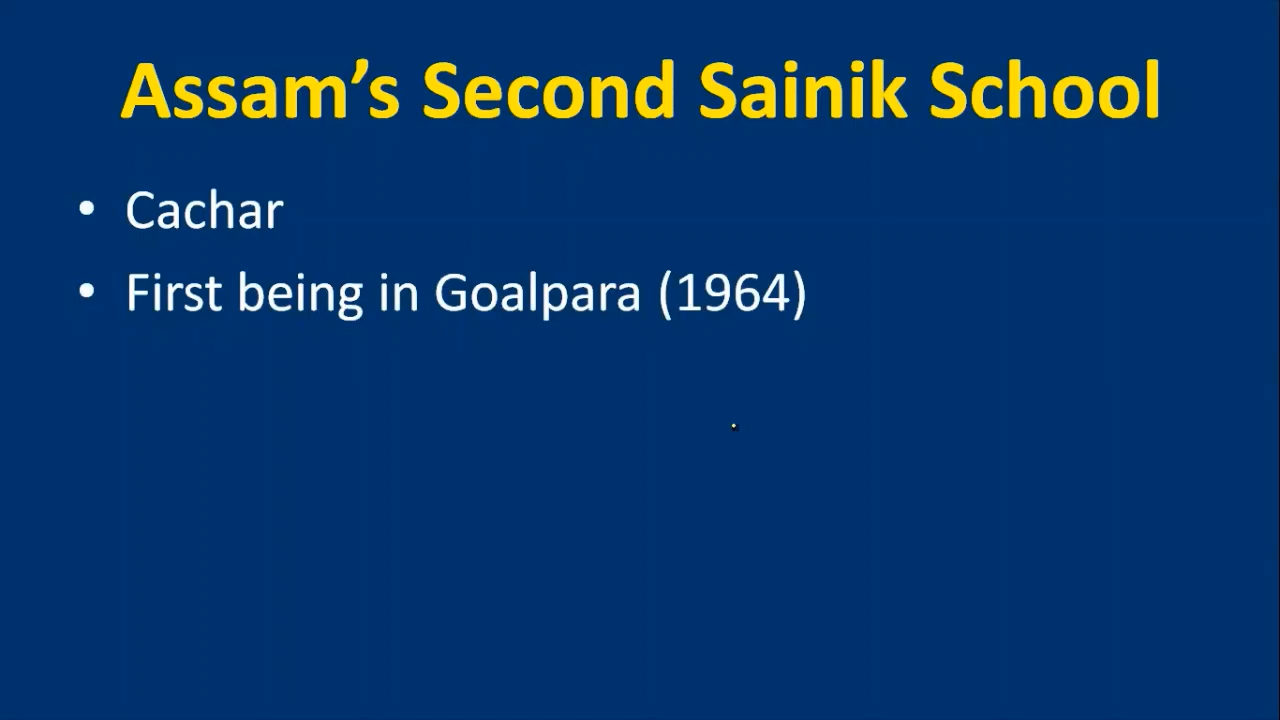 Assam’s Second Sainik School
• Cachar
• First being in Goalpara (1964)